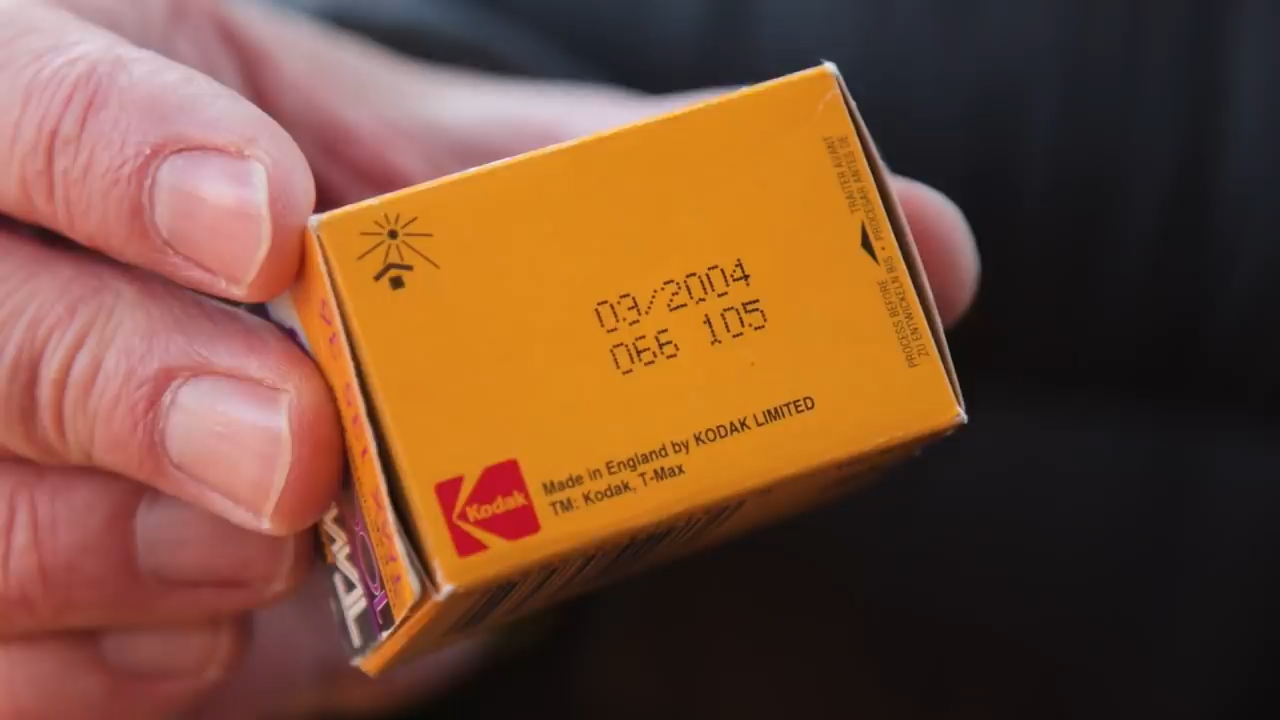 09/2004
066 105
TRAITER AVANT
PROCESAR ANTES DE
PROCESS BEFORE
ZU ENTWICKELN BIS
Kodak
Made in England by KODAK LIMITED
TM: Kodak, T-Max